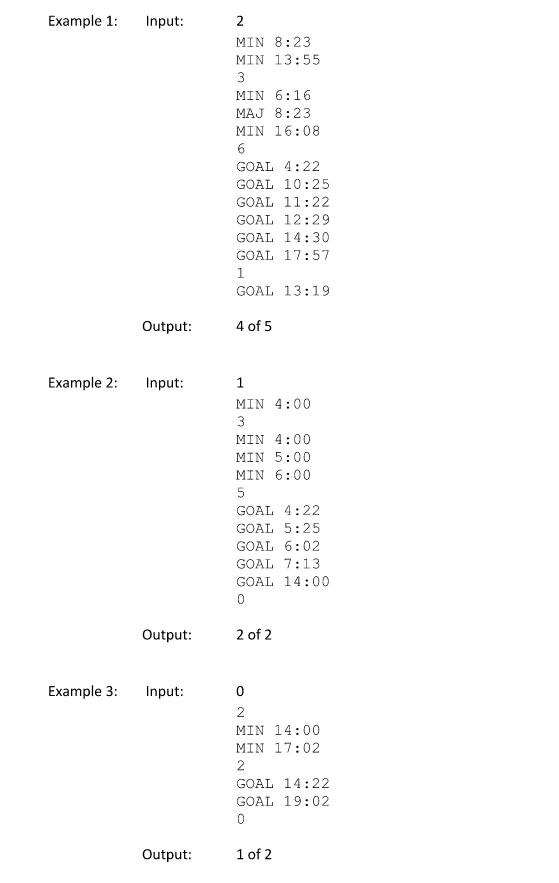 Example 1: Input: 2
MIN 8:23
MIN 13:55
3
MIN 6:16
MAJ 8:23
MIN 16:08
6
GOAL 4:22
GOAL 10:25
GOAL 11:22
GOAL 12:29
GOAL 14:30
GOAL 17:57
1
GOAL 13:19
Output: 4 of 5
Example 2: Input: 1
MIN 4:00
3
MIN 4:00
MIN 5:00
MIN 6:00
5
GOAL 4:22
GOAL 5:25
GOAL 6:02
GOAL 7:13
GOAL 14:00
0
Output: 2 of 2
Example 3: Input: 0
2
MIN 14:00
MIN 17:02
2
GOAL 14:22
GOAL 19:02
0
Output: 1 of 2